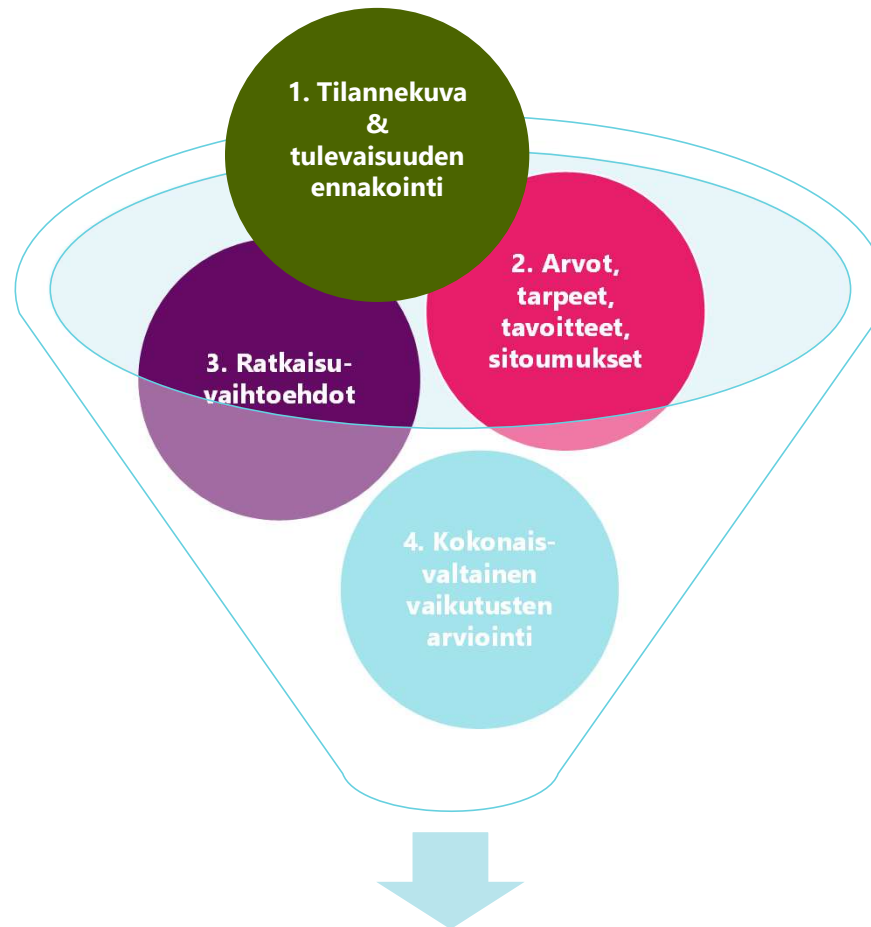 1. Tilannekuva
&
tulevaisuuden
ennakointi
2. Arvot,
tarpeet,
tavoitteet,
sitoumukset
3. Ratkaisu-
vaihtoehdot
4. Kokonais-
valtainen
vaikutusten
arviointi